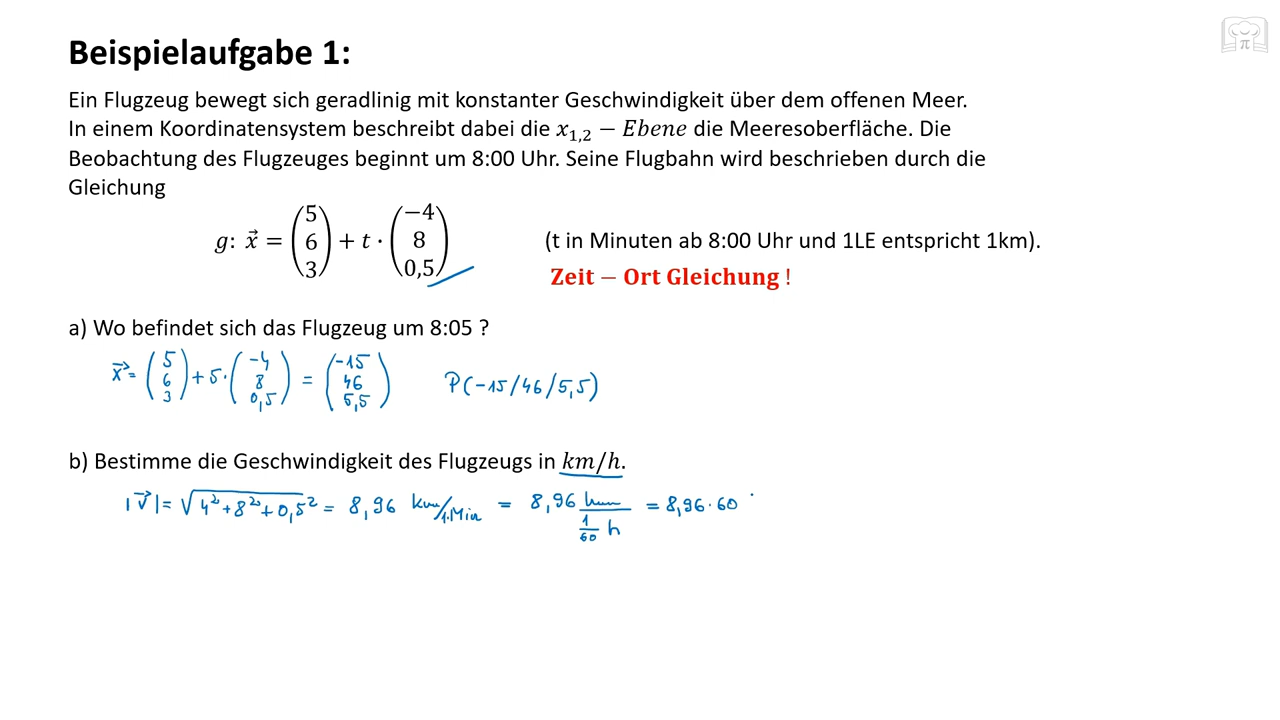 Beispielaufgabe 1:
Ein Flugzeug bewegt sich geradlinig mit konstanter Geschwindigkeit über dem offenen Meer.
In einem Koordinatensystem beschreibt dabei die x₁,₂ − Ebene die Meeresoberfläche. Die
Beobachtung des Flugzeuges beginnt um 8:00 Uhr. Seine Flugbahn wird beschrieben durch die
Gleichung
g: x⃗ = (5 6 3) + t · (−4 8 0,5) (t in Minuten ab 8:00 Uhr und 1LE entspricht 1km).
Zeit − Ort Gleichung !
a) Wo befindet sich das Flugzeug um 8:05 ?
x⃗ = (5 6 3) + 5 · (−4 8 0,5) = (−15 46 5,5) P(−15/46/5,5)
b) Bestimme die Geschwindigkeit des Flugzeugs in km/h.
|v⃗| = √4² + 8² + 0,5² = 8,96 km/1·Min = 8,96 km / (1/60 h) = 8,96 · 60
π